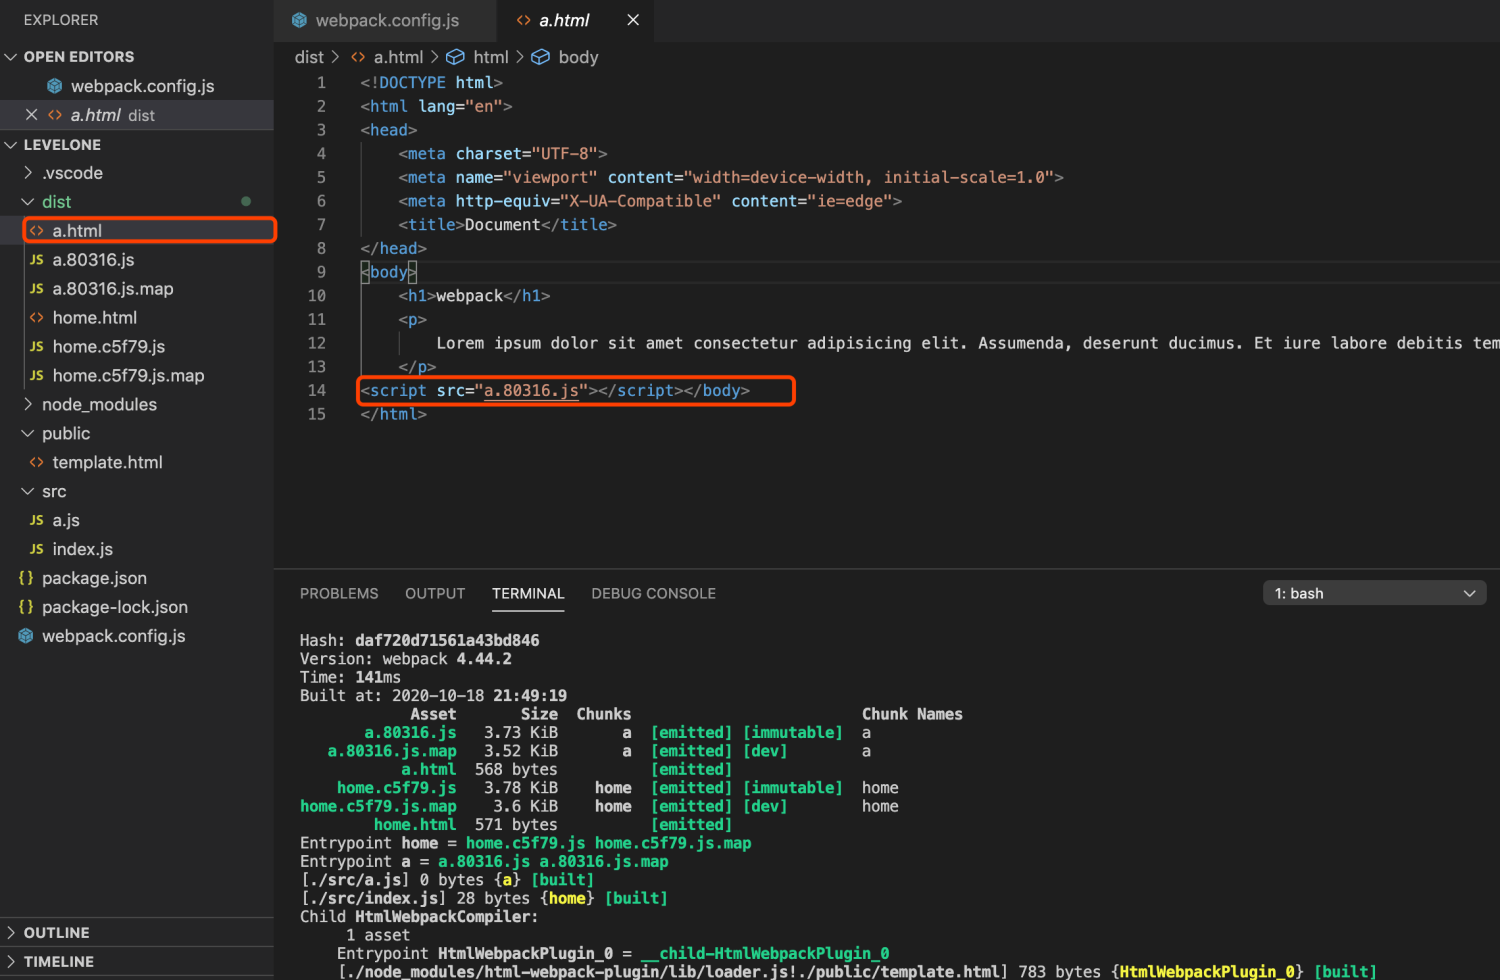 EXPLORER
OPEN EDITORS
webpack.config.js
a.html dist
LEVELONE
.vscode
dist
a.html
JS a.80316.js
JS a.80316.js.map
home.html
JS home.c5f79.js
JS home.c5f79.js.map
node_modules
public
template.html
src
JS a.js
JS index.js
{} package.json
{} package-lock.json
webpack.config.js
OUTLINE
TIMELINE
webpack.config.js
<> a.html
dist > <> a.html > html > body
1 <!DOCTYPE html>
2 <html lang="en">
3 <head>
4 <meta charset="UTF-8">
5 <meta name="viewport" content="width=device-width, initial-scale=1.0">
6 <meta http-equiv="X-UA-Compatible" content="ie=edge">
7 <title>Document</title>
8 </head>
9 <body>
10 <h1>webpack</h1>
11 <p>
12 Lorem ipsum dolor sit amet consectetur adipisicing elit. Assumenda, deserunt ducimus. Et iure labore debitis tem
13 </p>
14 <script src="a.80316.js"></script></body>
15 </html>
PROBLEMS OUTPUT TERMINAL DEBUG CONSOLE 1: bash
Hash: daf720d71561a43bd846
Version: webpack 4.44.2
Time: 141ms
Built at: 2020-10-18 21:49:19
Asset Size Chunks Chunk Names
a.80316.js 3.73 KiB a [emitted] [immutable] a
a.80316.js.map 3.52 KiB a [emitted] [dev] a
a.html 568 bytes [emitted]
home.c5f79.js 3.78 KiB home [emitted] [immutable] home
home.c5f79.js.map 3.6 KiB home [emitted] [dev] home
home.html 571 bytes [emitted]
Entrypoint home = home.c5f79.js home.c5f79.js.map
Entrypoint a = a.80316.js a.80316.js.map
[./src/a.js] 0 bytes {a} [built]
[./src/index.js] 28 bytes {home} [built]
Child HtmlWebpackCompiler:
1 asset
Entrypoint HtmlWebpackPlugin_0 = __child-HtmlWebpackPlugin_0
[./node_modules/html-webpack-plugin/lib/loader.js!./public/template.html] 783 bytes {HtmlWebpackPlugin_0} [built]